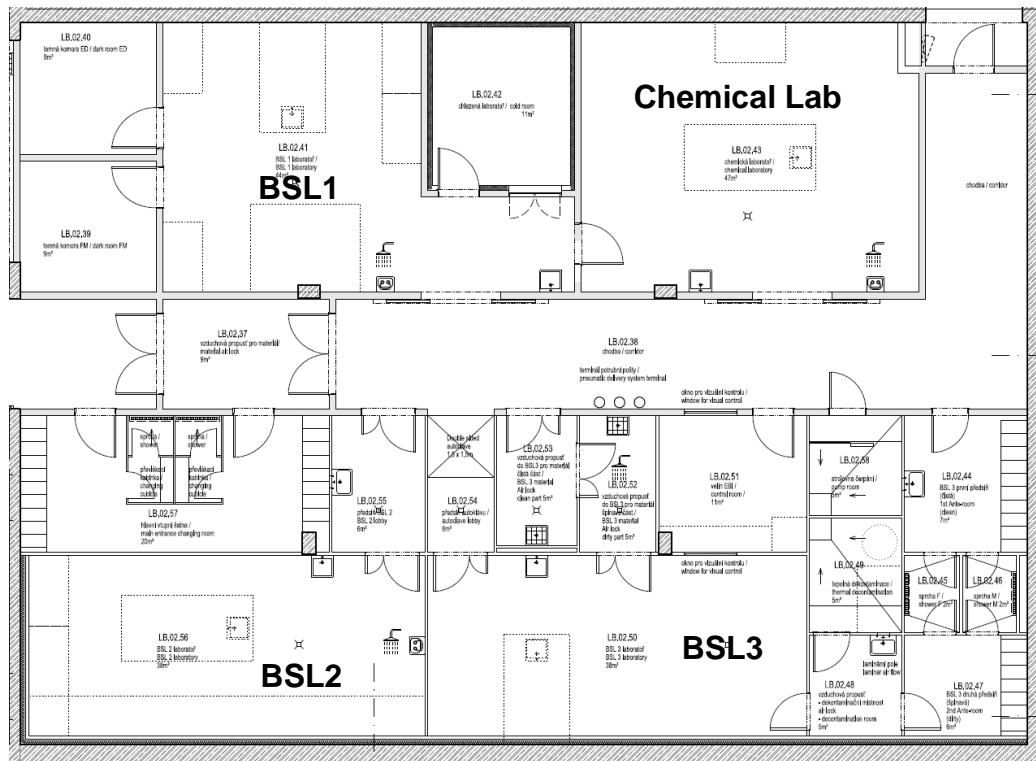 LB.02.40
temná komora ED / dark room ED
9m²
LB.02.42
chlazená laboratoř / cold room
11m²
Chemical Lab
LB.02.41
BSL 1 laboratoř /
BSL 1 laboratory
44m²
BSL1
LB.02.43
chemická laboratoř /
chemical laboratory
47m²
chodba / corridor
LB.02.39
temná komora FM / dark room FM
9m²
LB.02.37
vzduchová propusť pro materiál/
material air lock
9m²
LB.02.38
chodba / corridor
terminál potrubní pošty /
pneumatic delivery system terminal
okno pro vizuální kontrolu /
window for visual control
sprcha /
shower
sprcha /
shower
převlékací
kabinka /
changing
cubicle
převlékací
kabinka /
changing
cubicle
LB.02.57
hlavní vstupní šatna /
main entrance changing room
20m²
LB.02.55
předsíň BSL 2
BSL 2 lobby
6m²
Double sided
autoclave
1,5 x 1,5m
LB.02.54
předsíň autoklávu /
autoclave lobby
6m²
LB.02.53
vzduchová propusť
do BSL3 pro materiál
čistá část /
BSL 3 material
Air lock
clean part 5m²
LB.02.52
vzduchová propusť
do BSL3 pro materiál
špinavá část /
BSL 3 material
Air lock
dirty part 5m²
LB.02.51
velín EBI /
control room /
11m²
LB.02.58
strojovna čerpání /
pump room
5m²
LB.02.44
BSL 3 první předsíň
(čistá)
1st Ante-room
(clean)
7m²
okno pro vizuální kontrolu /
window for visual control
LB.02.49
tepelná dekontaminace /
thermal decontamination
5m²
LB.02.45
sprcha F /
shower F 2m²
LB.02.46
sprcha M /
shower M 2m²
LB.02.56
BSL 2 laboratoř
BSL 2 laboratory
38m²
BSL2
LB.02.50
BSL 3 laboratoř
BSL 3 laboratory
38m²
BSL3
laminární pole
laminar air flow
LB.02.48
vzduchová propusť
- dekontaminační místnost
air lock
- decontamination room
5m²
LB.02.47
BSL 3 druhá předsíň
(špinavá)
2nd Ante-room
(dirty)
6m²